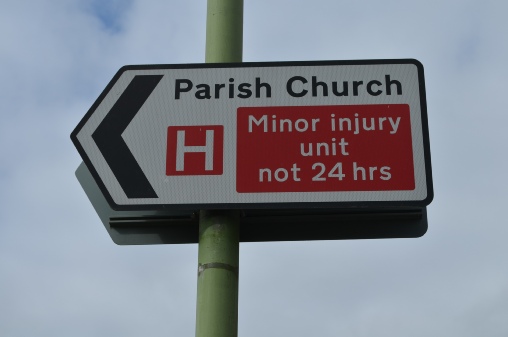 Parish Church
H
Minor injury
unit
not 24 hrs